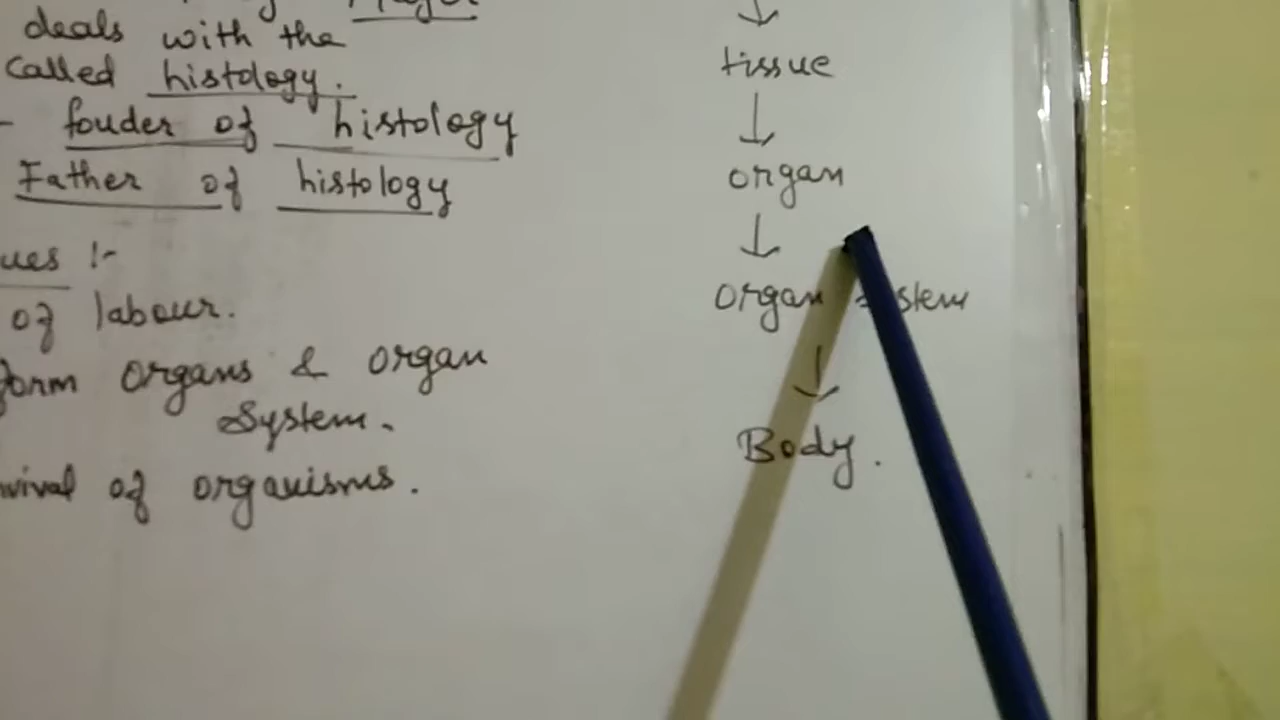 deals with the
Called histology.
- fouder of histology
Father of histology
ues :-
of labour.
form organs & organ
System.
vival of organisms.
↓
tissue
↓
organ
↓
organ
↓
Body.